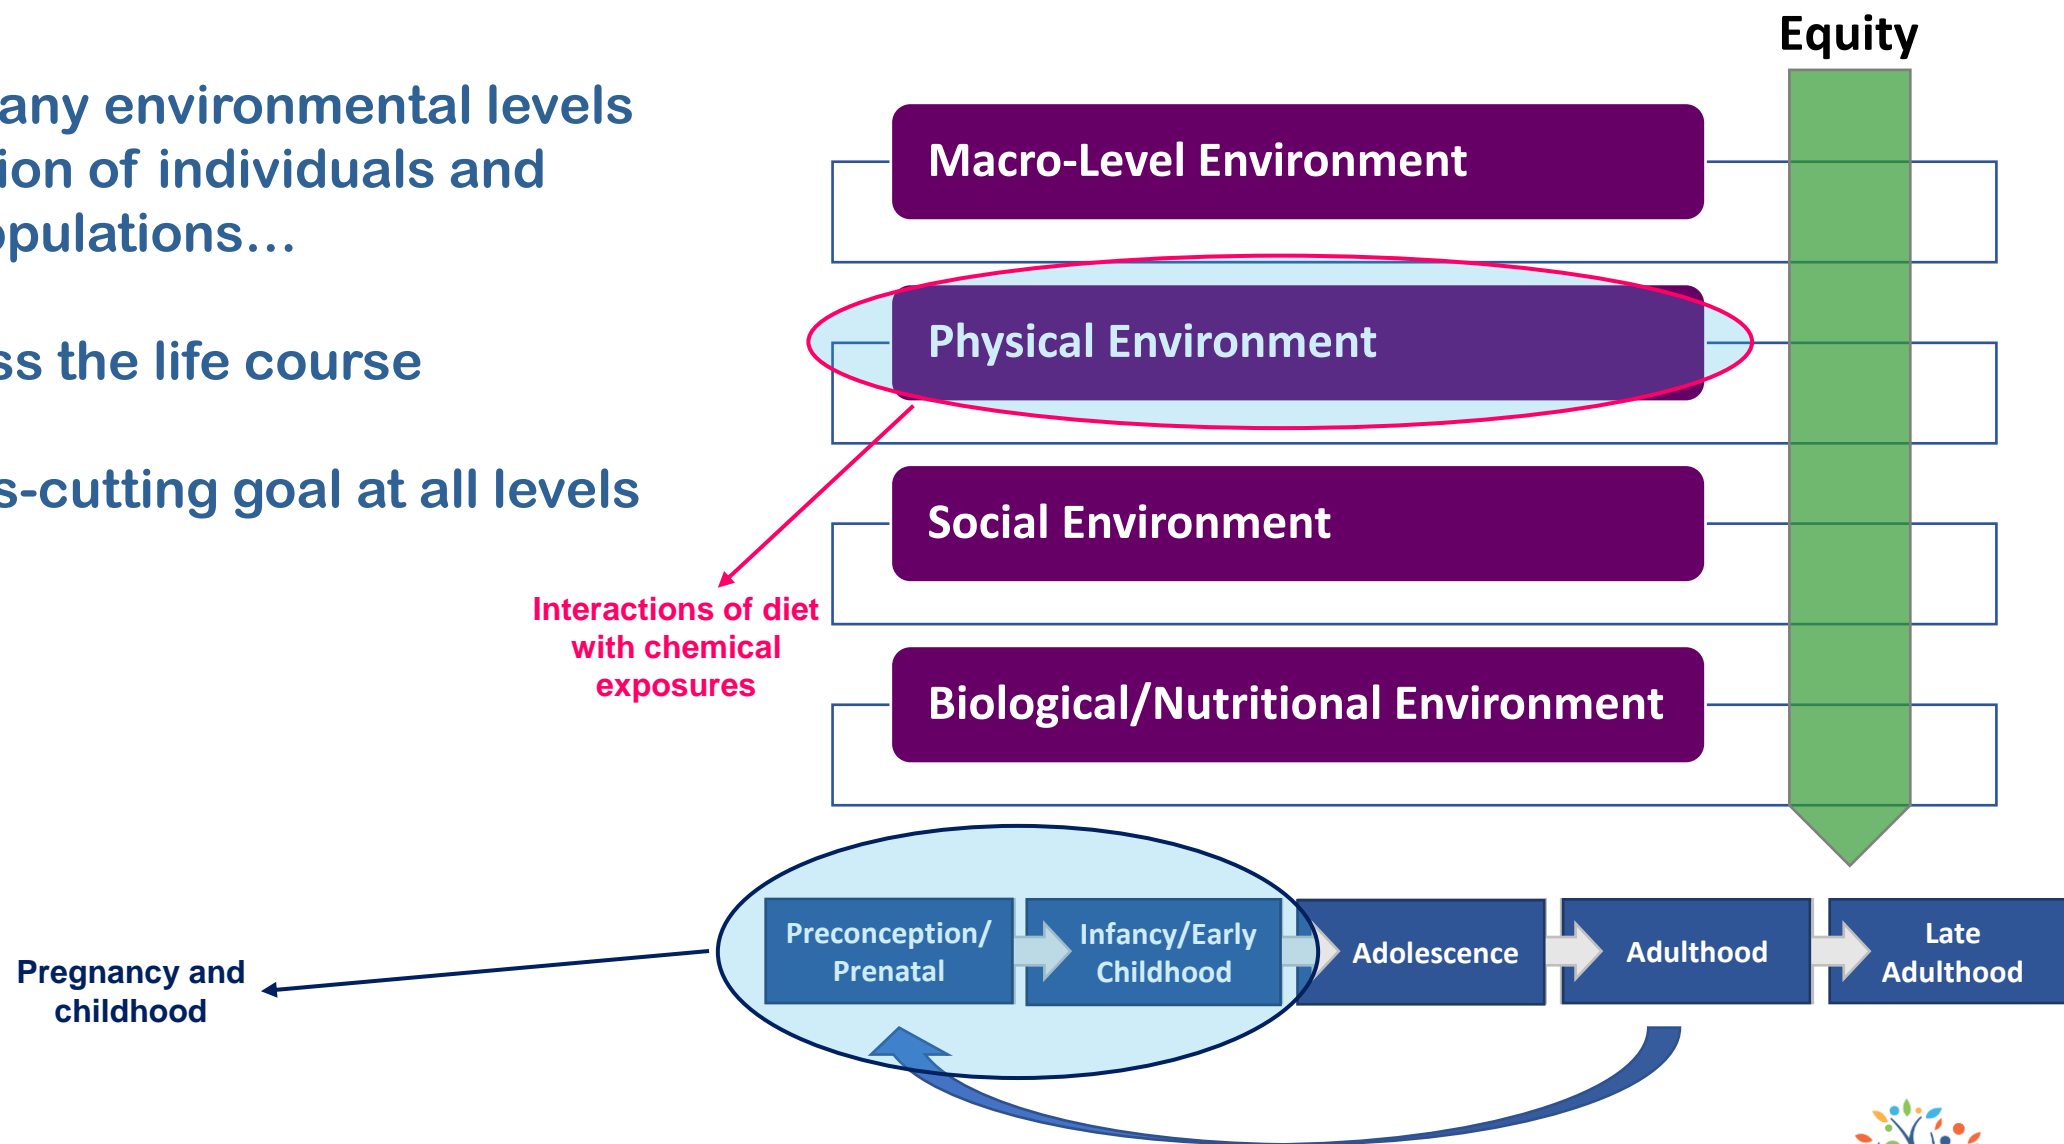 any environmental levels
ion of individuals and
opulations…
ss the life course
s-cutting goal at all levels
Equity
Macro-Level Environment
Physical Environment
Social Environment
Biological/Nutritional Environment
Interactions of diet
with chemical
exposures
Preconception/
Prenatal
Infancy/Early
Childhood
Adolescence
Adulthood
Late
Adulthood
Pregnancy and
childhood